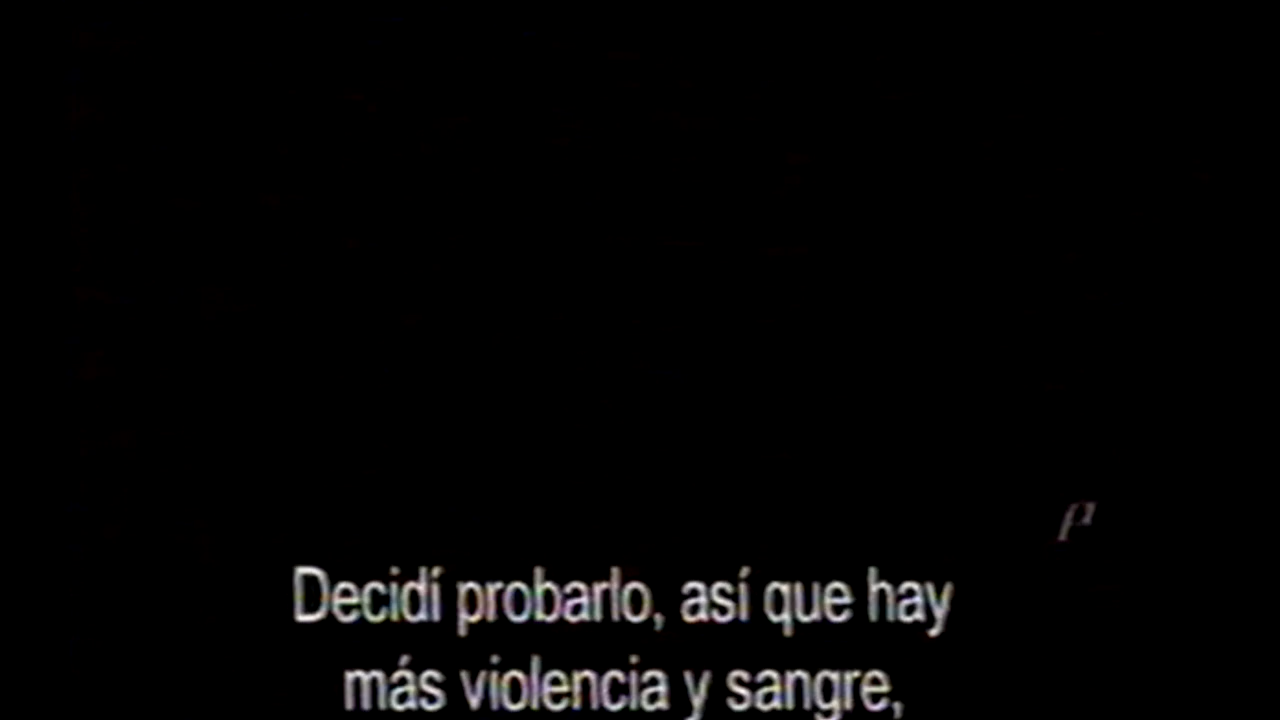 Decidí probarlo, así que hay
más violencia y sangre,